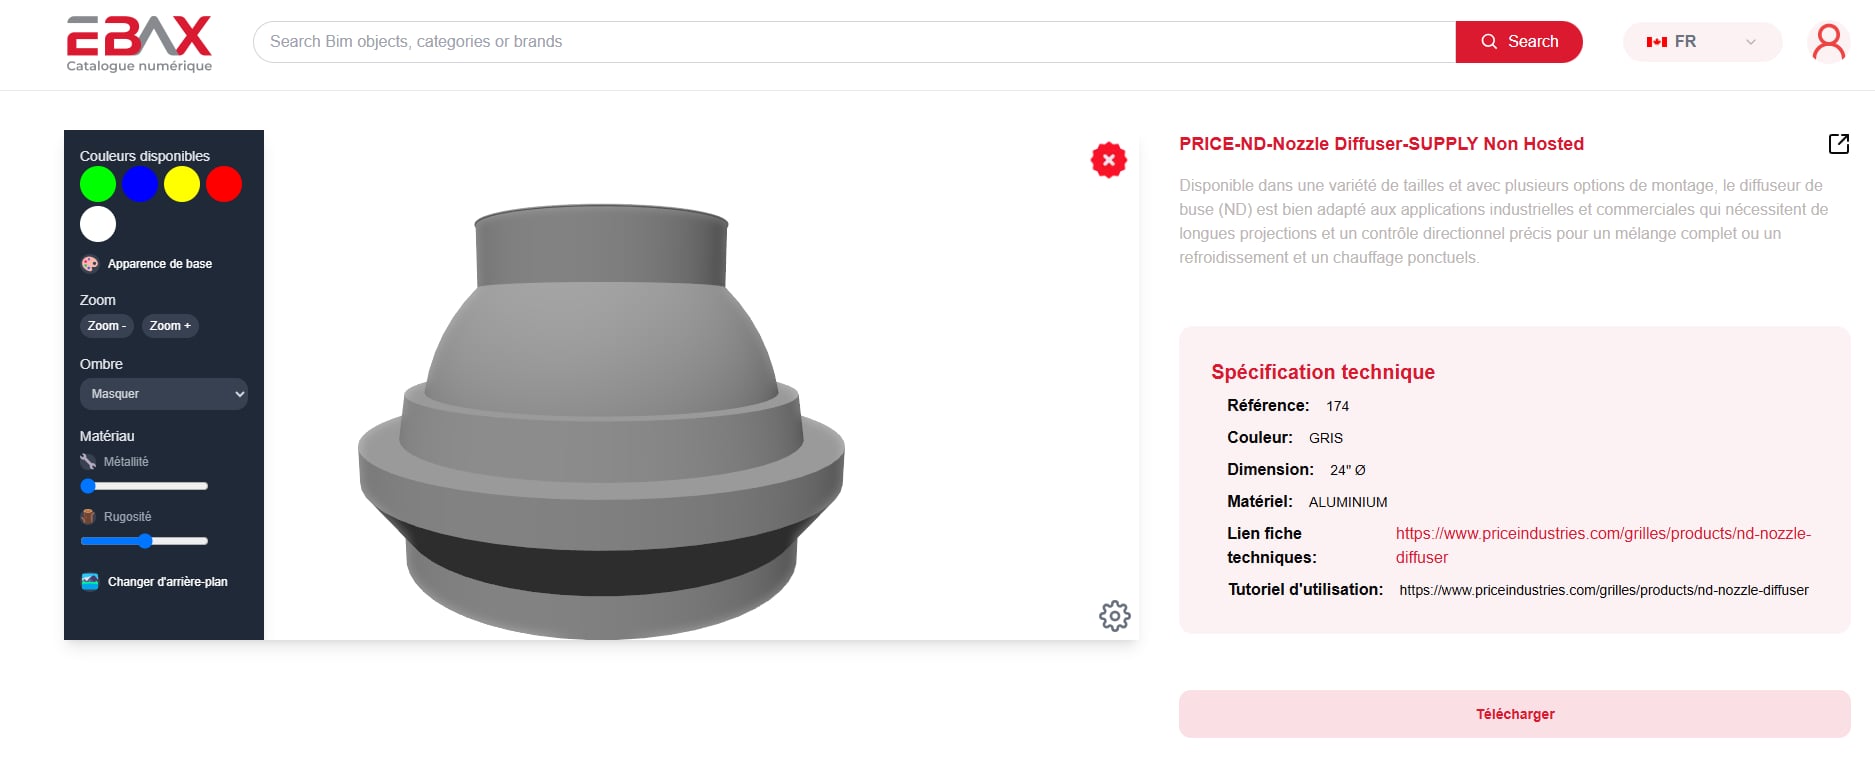 EBAX
Catalogue numérique
Search Bim objects, categories or brands
Search
FR
Couleurs disponibles
Apparence de base
Zoom
Zoom -
Zoom +
Ombre
Masquer
Matériau
Métallité
Rugosité
Changer d'arrière-plan
PRICE-ND-Nozzle Diffuser-SUPPLY Non Hosted
Disponible dans une variété de tailles et avec plusieurs options de montage, le diffuseur de
buse (ND) est bien adapté aux applications industrielles et commerciales qui nécessitent de
longues projections et un contrôle directionnel précis pour un mélange complet ou un
refroidissement et un chauffage ponctuels.
Spécification technique
Référence: 174
Couleur: GRIS
Dimension: 24" Ø
Matériel: ALUMINIUM
Lien fiche
techniques:
https://www.priceindustries.com/grilles/products/nd-nozzle-
diffuser
Tutoriel d'utilisation: https://www.priceindustries.com/grilles/products/nd-nozzle-diffuser
Télécharger